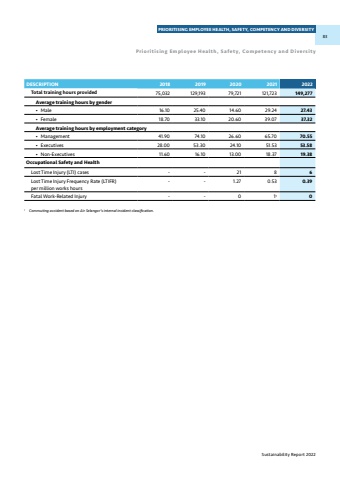 PRIORITISING EMPLOYEE HEALTH, SAFETY, COMPETENCY AND DIVERSITY
Prioritising Employee Health, Safety, Competency and Diversity
DESCRIPTION 2018 2019 2020 2021 2022
Total training hours provided 75,032 129,193 79,721 121,723 149,277
Average training hours by gender
• Male 16.10 25.40 14.60 29.24 27.43
• Female 18.70 33.10 20.60 39.07 37.32
Average training hours by employment category
• Management 41.90 74.10 26.60 65.70 70.55
• Executives 28.00 53.30 24.10 51.53 53.58
• Non-Executives 11.60 16.10 13.00 18.37 19.38
Occupational Safety and Health
Lost Time Injury (LTI) cases - - 21 8 6
Lost Time Injury Frequency Rate (LTIFR) - - 1.27 0.53 0.39
per million works hours
Fatal Work-Related Injury - - 0 1¹ 0
¹ Commuting accident based on Air Selangor's internal incident classification.
Sustainability Report 2022